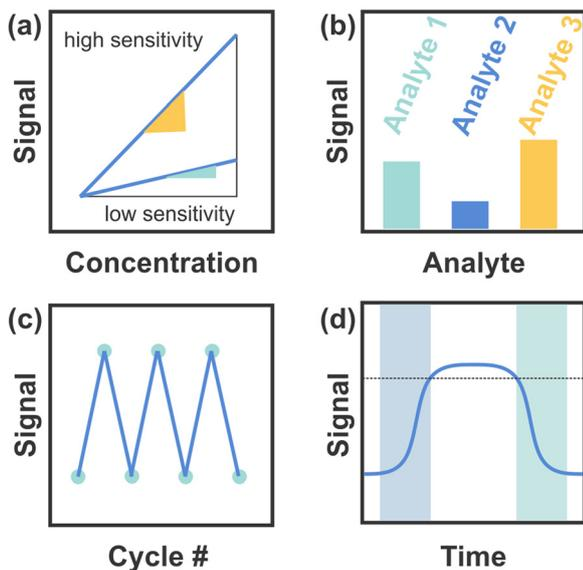 (a)
high sensitivity
low sensitivity
Signal
Concentration
(b)
Analyte 1
Analyte 2
Analyte 3
Signal
Analyte
(c)
Signal
Cycle #
(d)
Signal
Time